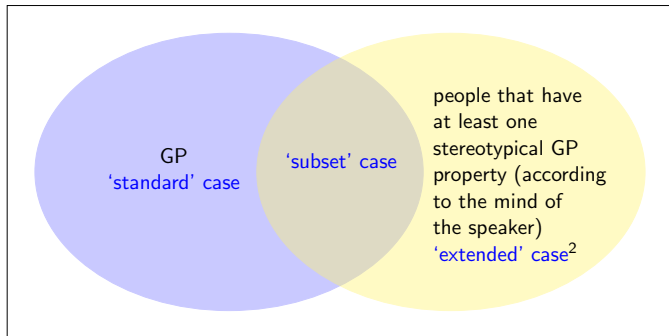 GP
‘standard’ case
‘subset’ case
people that have
at least one
stereotypical GP
property (according
to the mind of
the speaker)
‘extended’ case²